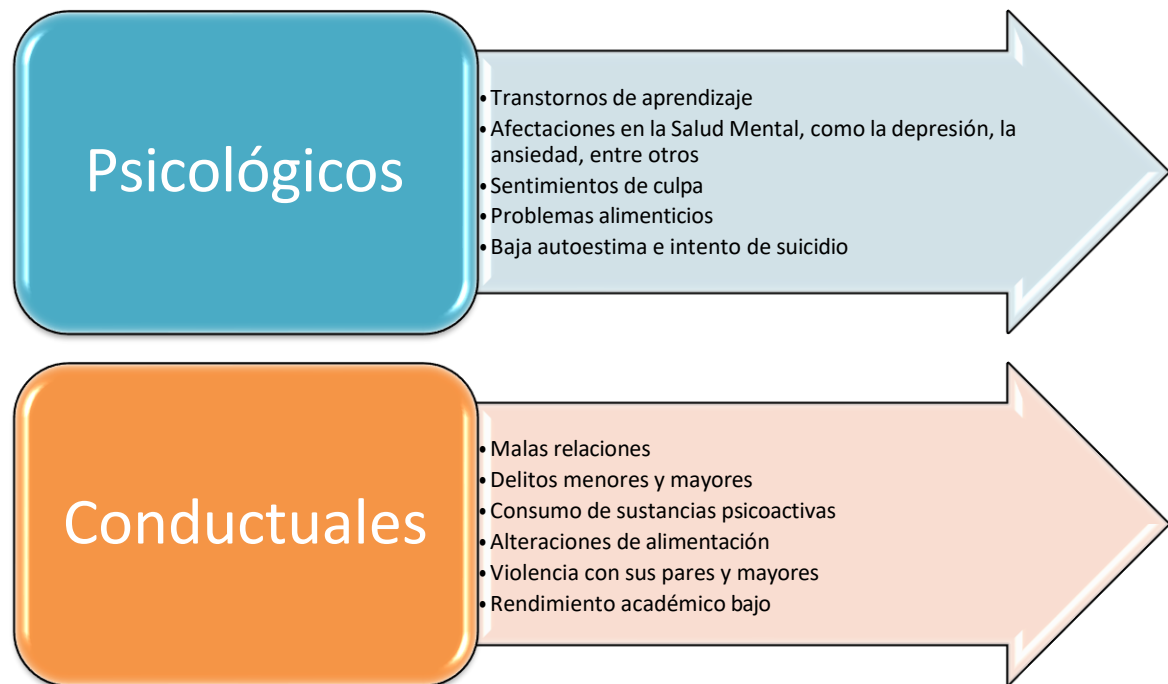 Psicológicos
•Transtornos de aprendizaje
•Afectaciones en la Salud Mental, como la depresión, la
ansiedad, entre otros
•Sentimientos de culpa
•Problemas alimenticios
•Baja autoestima e intento de suicidio
Conductuales
•Malas relaciones
•Delitos menores y mayores
•Consumo de sustancias psicoactivas
•Alteraciones de alimentación
•Violencia con sus pares y mayores
•Rendimiento académico bajo